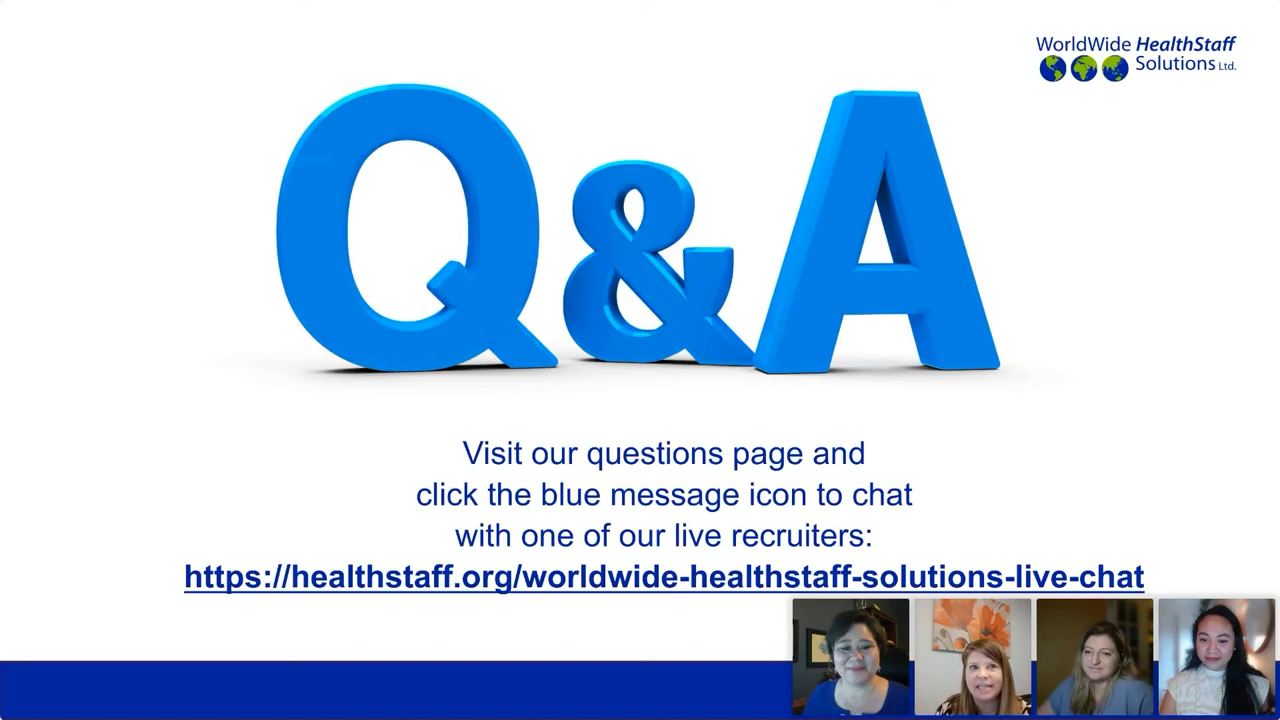 WorldWide HealthStaff
Solutions Ltd.
Q&A
Visit our questions page and
click the blue message icon to chat
with one of our live recruiters:
https://healthstaff.org/worldwide-healthstaff-solutions-live-chat